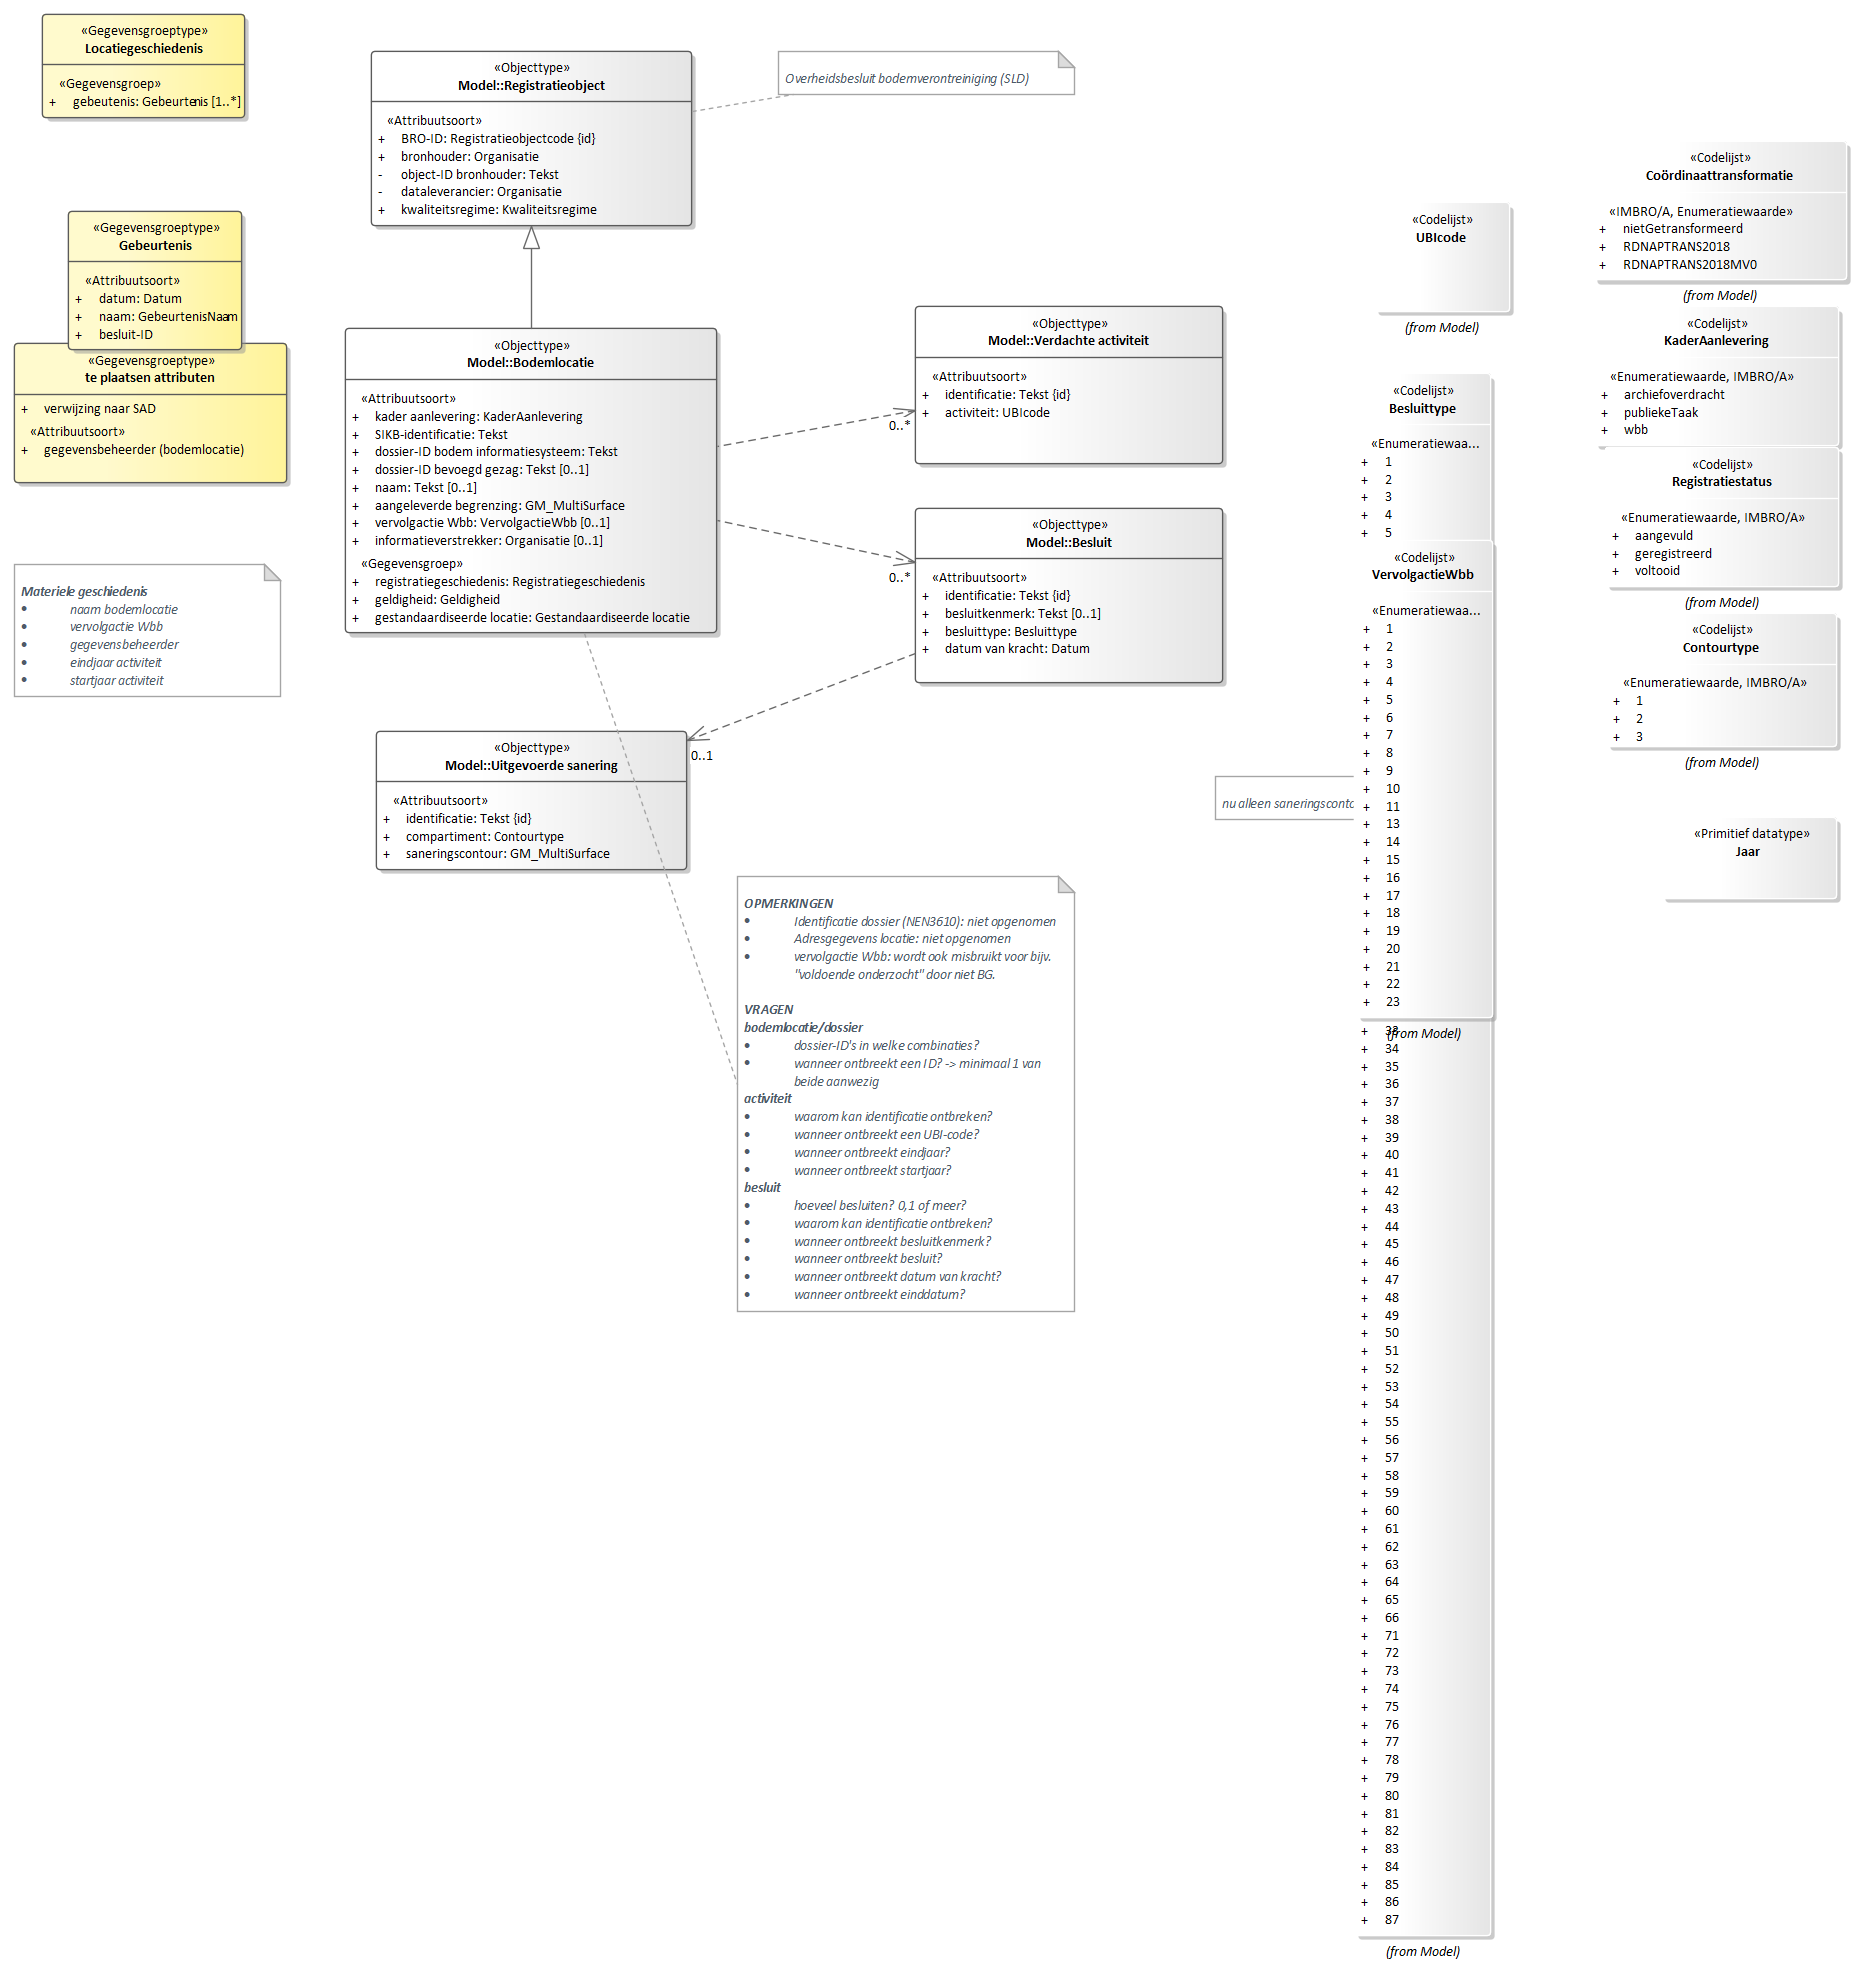 «Gegevensgroeptype»
Locatiegeschiedenis
«Gegevensgroep»
+ gebeutenis: Gebeurtenis [1..*]
«Gegevensgroeptype»
Gebeurtenis
«Attribuutsoort»
+ datum: Datum
+ naam: GebeurtenisNaam
+ besluit-ID
«Gegevensgroeptype»
te plaatsen attributen
+ verwijzing naar SAD
«Attribuutsoort»
+ gegevensbeheerder (bodemlocatie)
Materiele geschiedenis
• naam bodemlocatie
• vervolgactie Wbb
• gegevensbeheerder
• eindjaar activiteit
• startjaar activiteit
«Objecttype»
Model::Registratieobject
«Attribuutsoort»
+ BRO-ID: Registratieobjectcode {id}
+ bronhouder: Organisatie
- object-ID bronhouder: Tekst
- dataleverancier: Organisatie
+ kwaliteitsregime: Kwaliteitsregime
Overheidsbesluit bodemverontreiniging (SLD)
«Objecttype»
Model::Bodemlocatie
«Attribuutsoort»
+ kader aanlevering: KaderAanlevering
+ SIKB-identificatie: Tekst
+ dossier-ID bodem informatiesysteem: Tekst
+ dossier-ID bevoegd gezag: Tekst [0..1]
+ naam: Tekst [0..1]
+ aangeleverde begrenzing: GM_MultiSurface
+ vervolgactie Wbb: VervolgactieWbb [0..1]
+ informatieverstrekker: Organisatie [0..1]
«Gegevensgroep»
+ registratiegeschiedenis: Registratiegeschiedenis
+ geldigheid: Geldigheid
+ gestandaardiseerde locatie: Gestandaardiseerde locatie
«Objecttype»
Model::Verdachte activiteit
«Attribuutsoort»
+ identificatie: Tekst {id}
+ activiteit: UBIcode
0..*
«Objecttype»
Model::Besluit
«Attribuutsoort»
+ identificatie: Tekst {id}
+ besluitkenmerk: Tekst [0..1]
+ besluittype: Besluittype
+ datum van kracht: Datum
0..*
«Objecttype»
Model::Uitgevoerde sanering
«Attribuutsoort»
+ identificatie: Tekst {id}
+ compartiment: Contourtype
+ saneringscontour: GM_MultiSurface
0..1
OPMERKINGEN
• Identificatie dossier (NEN3610): niet opgenomen
• Adresgegevens locatie: niet opgenomen
• vervolgactie Wbb: wordt ook misbruikt voor bijv.
"voldoende onderzocht" door niet BG.
VRAGEN
bodemlocatie/dossier
• dossier-ID's in welke combinaties?
• wanneer ontbreekt een ID? -> minimaal 1 van
beide aanwezig
activiteit
• waarom kan identificatie ontbreken?
• wanneer ontbreekt een UBI-code?
• wanneer ontbreekt eindjaar?
• wanneer ontbreekt startjaar?
besluit
• hoeveel besluiten? 0,1 of meer?
• waarom kan identificatie ontbreken?
• wanneer ontbreekt besluitkenmerk?
• wanneer ontbreekt besluit?
• wanneer ontbreekt datum van kracht?
• wanneer ontbreekt einddatum?
nu alleen saneringsconto
«Codelijst»
UBIcode
(from Model)
«Codelijst»
Besluittype
«Enumeratiewaa...
+ 1
+ 2
+ 3
+ 4
+ 5
«Codelijst»
VervolgactieWbb
«Enumeratiewaa...
+ 1
+ 2
+ 3
+ 4
+ 5
+ 6
+ 7
+ 8
+ 9
+ 10
+ 11
+ 13
+ 14
+ 15
+ 16
+ 17
+ 18
+ 19
+ 20
+ 21
+ 22
+ 23
(from Model)
+ 33
+ 34
+ 35
+ 36
+ 37
+ 38
+ 39
+ 40
+ 41
+ 42
+ 43
+ 44
+ 45
+ 46
+ 47
+ 48
+ 49
+ 50
+ 51
+ 52
+ 53
+ 54
+ 55
+ 56
+ 57
+ 58
+ 59
+ 60
+ 61
+ 62
+ 63
+ 64
+ 65
+ 66
+ 71
+ 72
+ 73
+ 74
+ 75
+ 76
+ 77
+ 78
+ 79
+ 80
+ 81
+ 82
+ 83
+ 84
+ 85
+ 86
+ 87
(from Model)
«Codelijst»
Coördinaattransformatie
«IMBRO/A, Enumeratiewaarde»
+ nietGetransformeerd
+ RDNAPTRANS2018
+ RDNAPTRANS2018MV0
(from Model)
«Codelijst»
KaderAanlevering
«Enumeratiewaarde, IMBRO/A»
+ archiefoverdracht
+ publiekeTaak
+ wbb
«Codelijst»
Registratiestatus
«Enumeratiewaarde, IMBRO/A»
+ aangevuld
+ geregistreerd
+ voltooid
(from Model)
«Codelijst»
Contourtype
«Enumeratiewaarde, IMBRO/A»
+ 1
+ 2
+ 3
(from Model)
«Primitief datatype»
Jaar